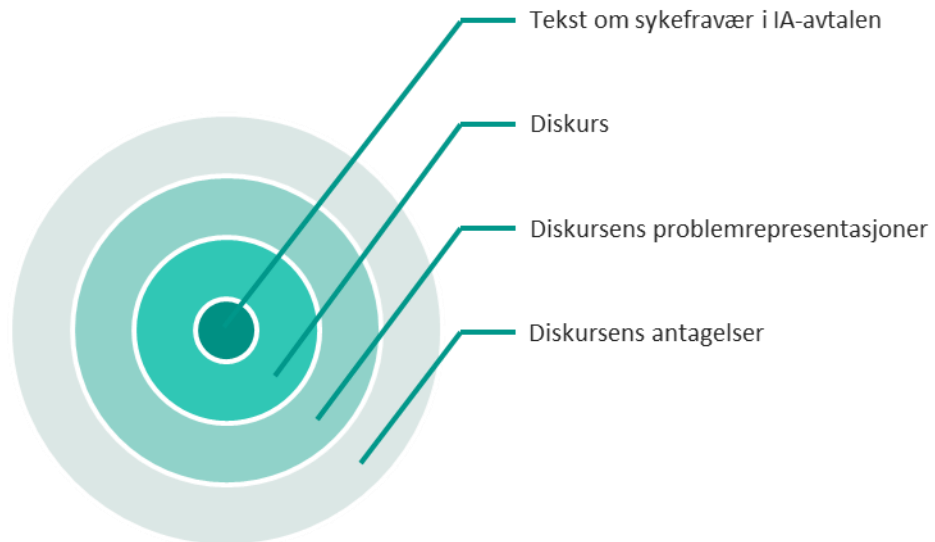 Tekst om sykefravær i IA-avtalen
Diskurs
Diskursens problemrepresentasjoner
Diskursens antagelser